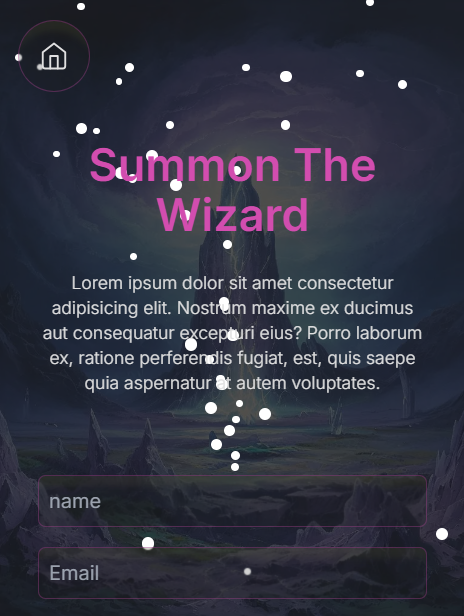 Summon The
Wizard
Lorem ipsum dolor sit amet consectetur
adipisicing elit. Nostrum maxime ex ducimus
aut consequatur excepturi eius? Porro laborum
ex, ratione perferendis fugiat, est, quis saepe
quia aspernatur at autem voluptates.
name
Email